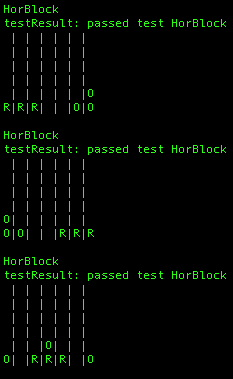 HorBlock
testResult: passed test HorBlock
 | | | | | |
 | | | | | |
 | | | | | |
 | | | | | |
 | | | | | |O
R|R|R| | |O|O
HorBlock
testResult: passed test HorBlock
 | | | | | |
 | | | | | |
 | | | | | |
 | | | | | |
O| | | | | |
O|O| | |R|R|R
HorBlock
testResult: passed test HorBlock
 | | | | | |
 | | | | | |
 | | | | | |
 | | | | | |
 | | |O| | |
O| |R|R|R| |O